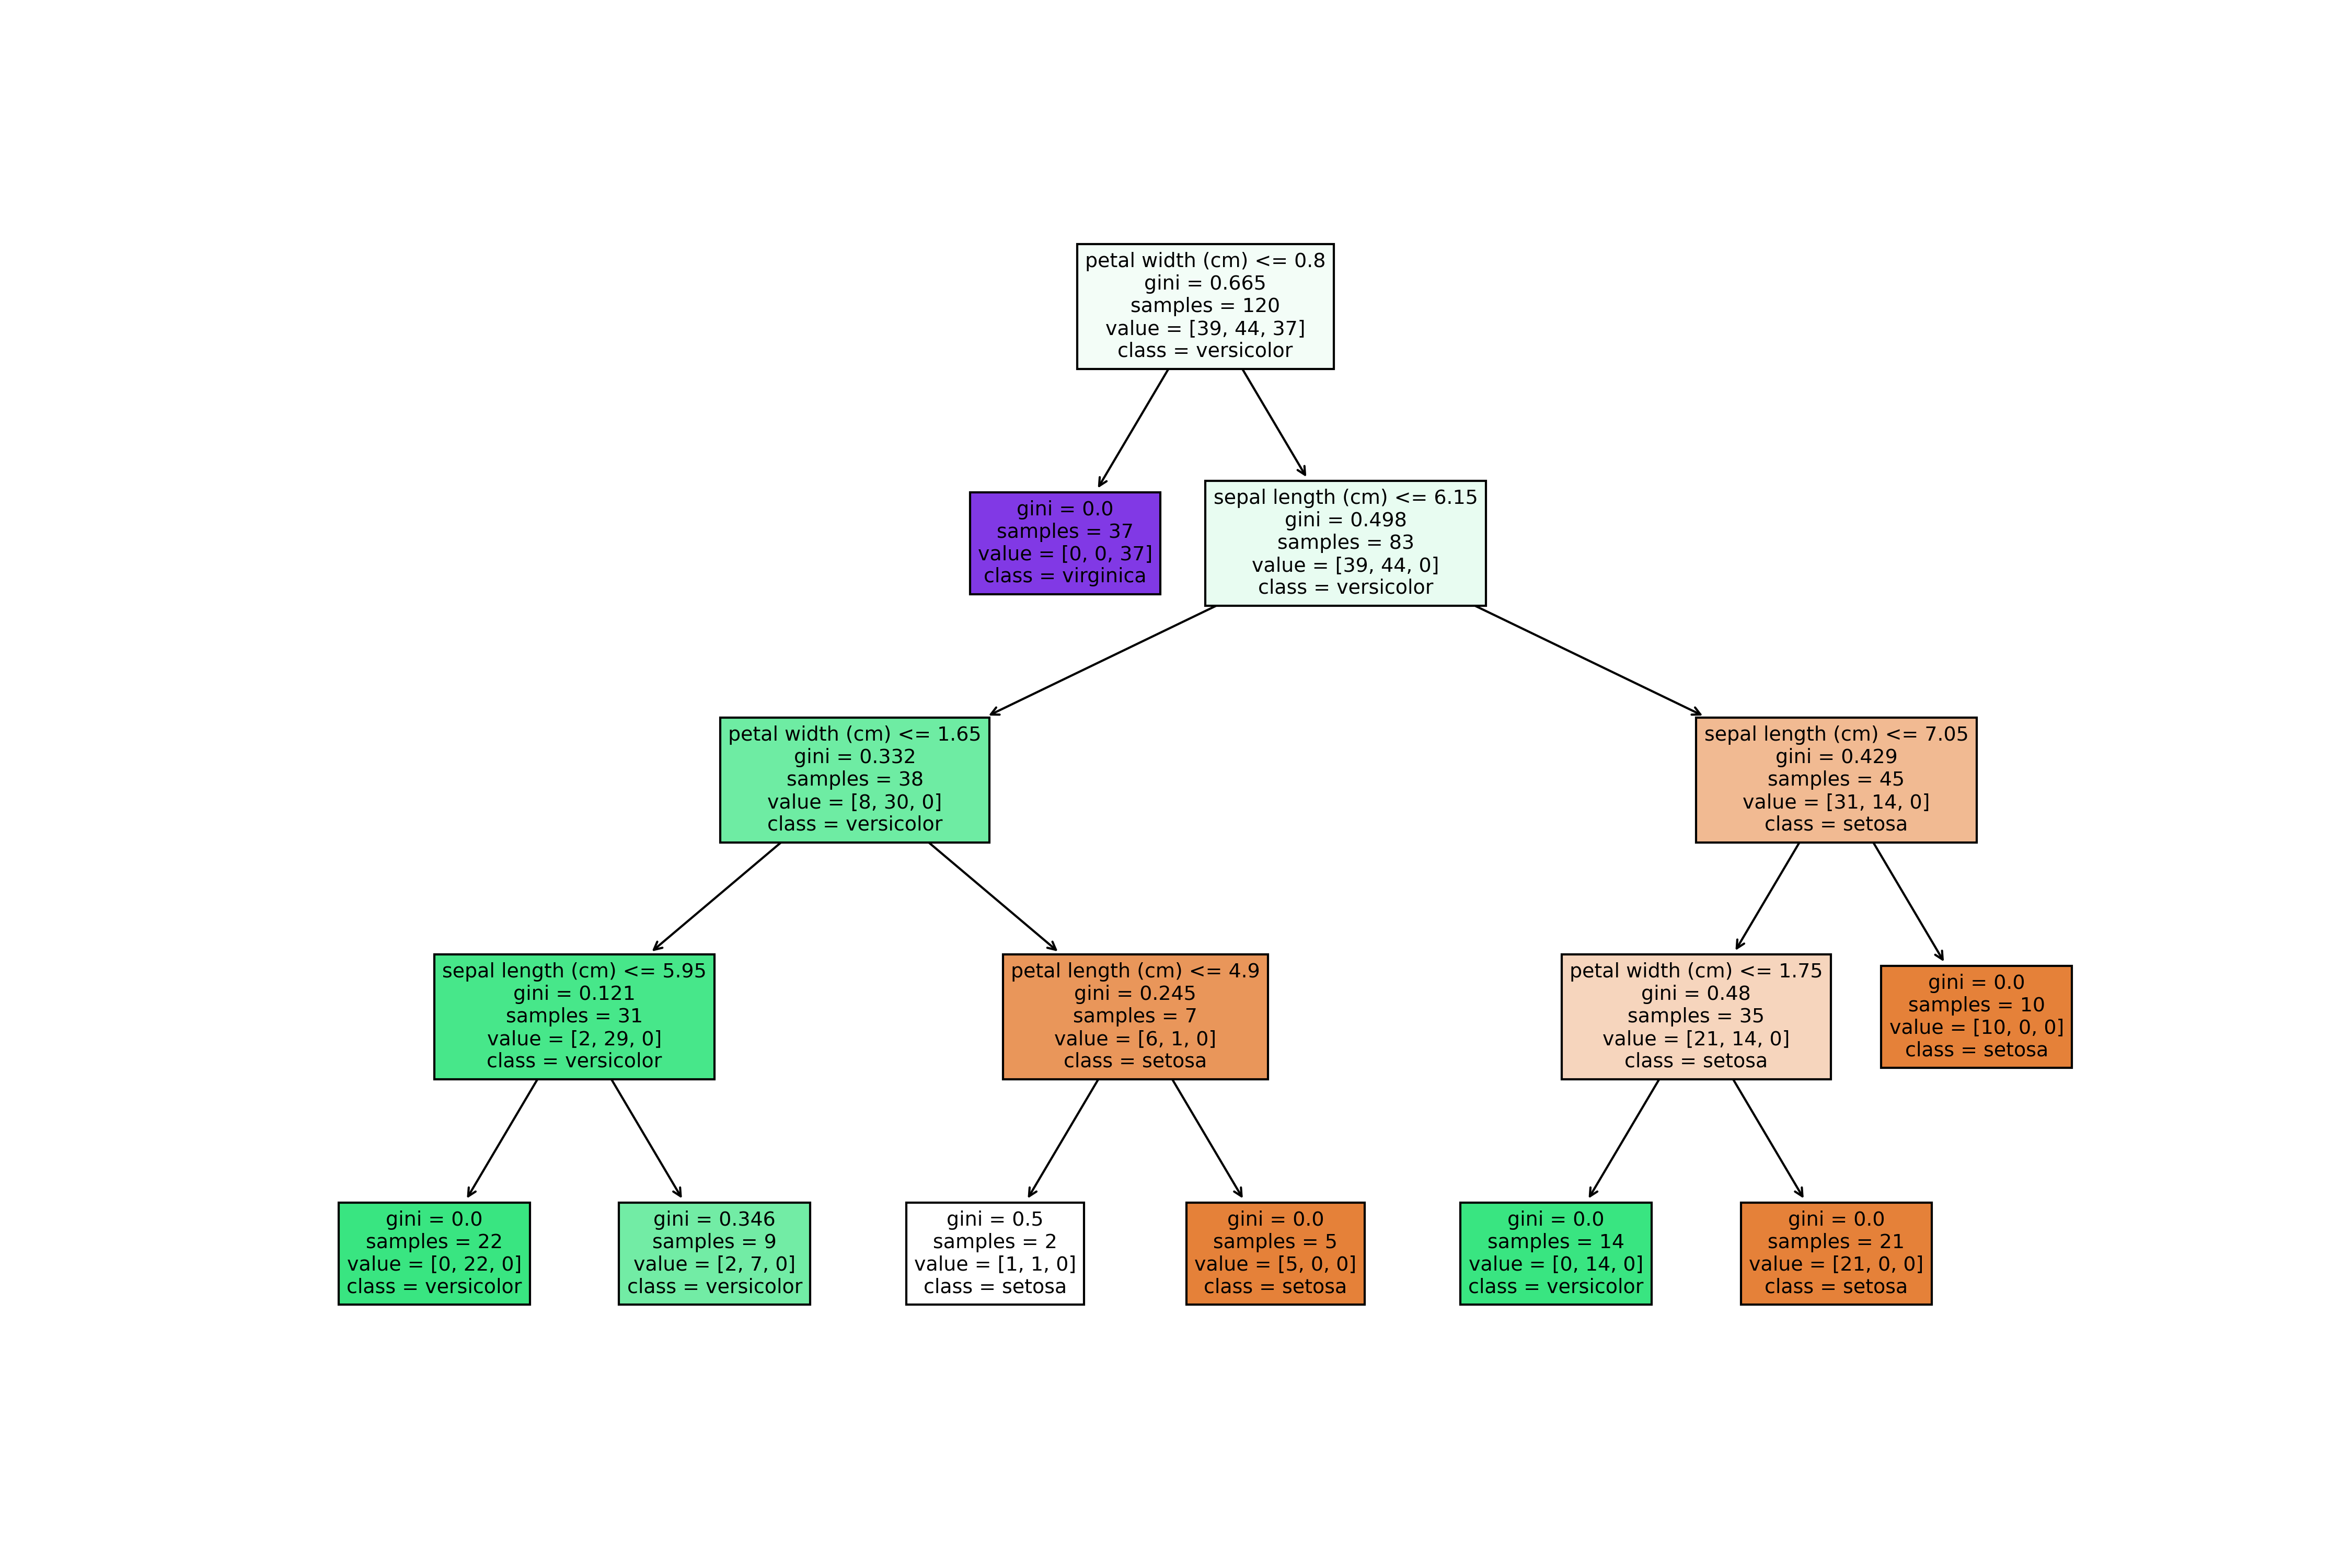 petal width (cm) <= 0.8
gini = 0.665
samples = 120
value = [39, 44, 37]
class = versicolor
gini = 0.0
samples = 37
value = [0, 0, 37]
class = virginica
sepal length (cm) <= 6.15
gini = 0.498
samples = 83
value = [39, 44, 0]
class = versicolor
petal width (cm) <= 1.65
gini = 0.332
samples = 38
value = [8, 30, 0]
class = versicolor
sepal length (cm) <= 7.05
gini = 0.429
samples = 45
value = [31, 14, 0]
class = setosa
sepal length (cm) <= 5.95
gini = 0.121
samples = 31
value = [2, 29, 0]
class = versicolor
petal length (cm) <= 4.9
gini = 0.245
samples = 7
value = [6, 1, 0]
class = setosa
petal width (cm) <= 1.75
gini = 0.48
samples = 35
value = [21, 14, 0]
class = setosa
gini = 0.0
samples = 10
value = [10, 0, 0]
class = setosa
gini = 0.0
samples = 22
value = [0, 22, 0]
class = versicolor
gini = 0.346
samples = 9
value = [2, 7, 0]
class = versicolor
gini = 0.5
samples = 2
value = [1, 1, 0]
class = setosa
gini = 0.0
samples = 5
value = [5, 0, 0]
class = setosa
gini = 0.0
samples = 14
value = [0, 14, 0]
class = versicolor
gini = 0.0
samples = 21
value = [21, 0, 0]
class = setosa